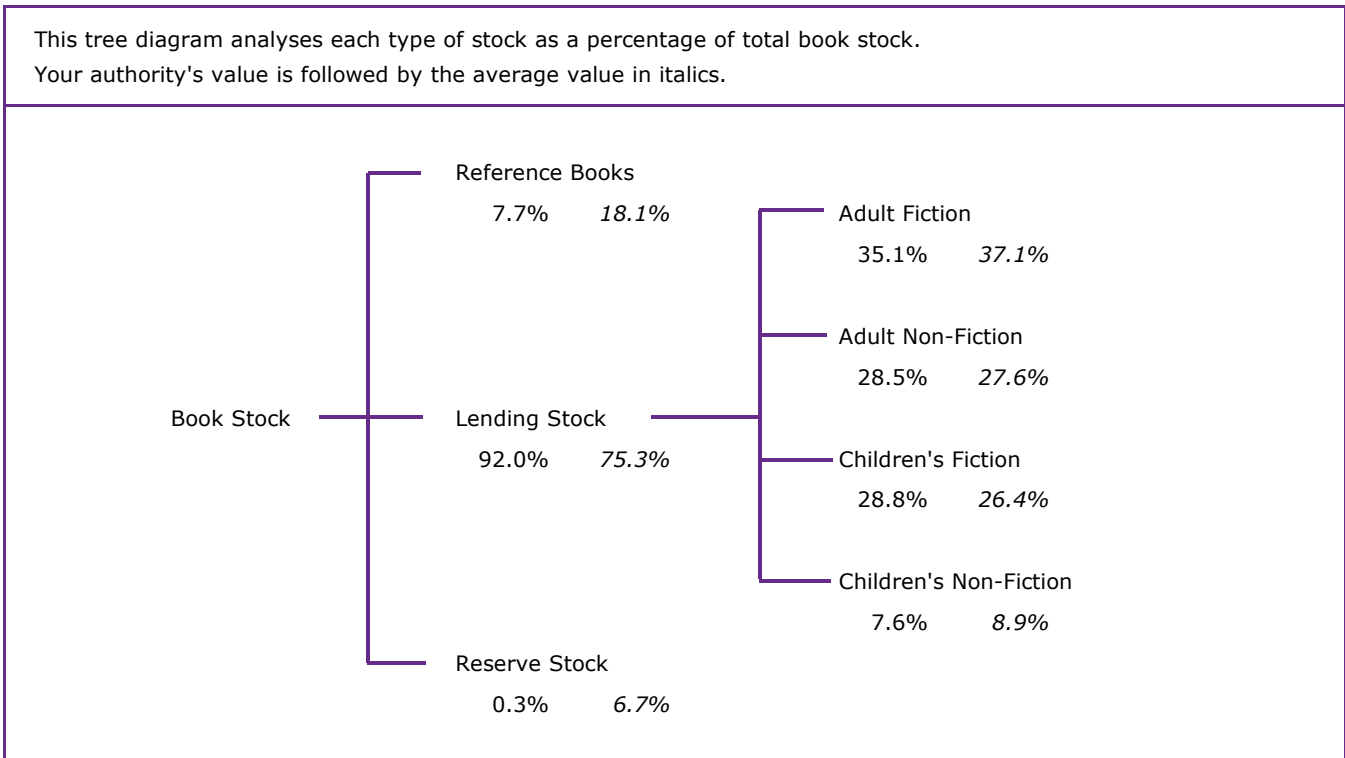 This tree diagram analyses each type of stock as a percentage of total book stock.
Your authority's value is followed by the average value in italics.
Reference Books
7.7% 18.1%
Adult Fiction
35.1% 37.1%
Adult Non-Fiction
28.5% 27.6%
Book Stock
Lending Stock
92.0% 75.3%
Children's Fiction
28.8% 26.4%
Children's Non-Fiction
7.6% 8.9%
Reserve Stock
0.3% 6.7%